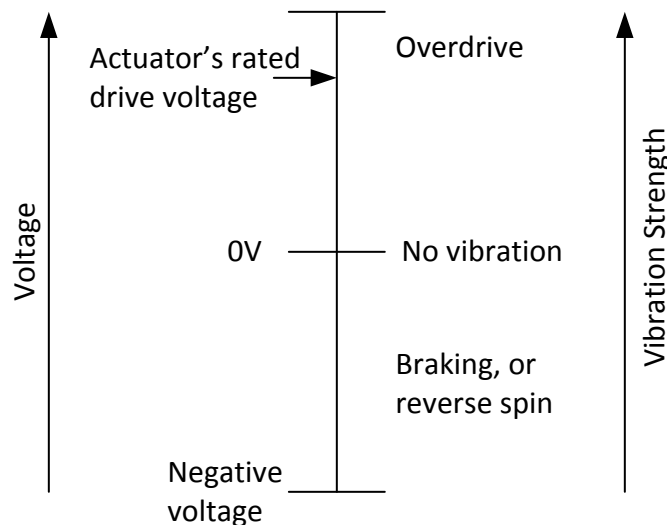 Overdrive
Actuator's rated
drive voltage
Voltage
Vibration Strength
0V
No vibration
Braking, or
reverse spin
Negative
voltage